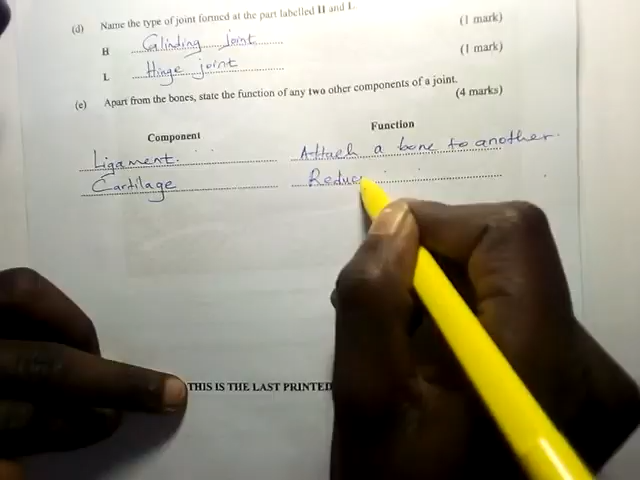 (d) Name the type of joint formed at the part labelled H and L.
H Glinding joint (1 mark)
L Hinge joint (1 mark)
(e) Apart from the bones, state the function of any two other components of a joint.
(4 marks)
Component Function
Ligament. Attach a bone to another.
Cartilage Reduc
THIS IS THE LAST PRINTED